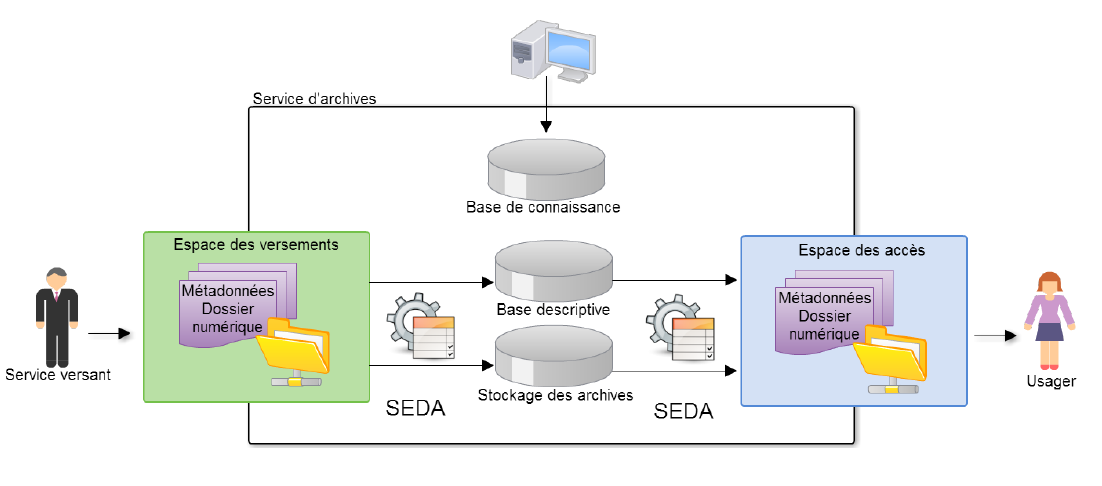 Service d'archives
Base de connaissance
Espace des versements
Métadonnées
Dossier
numérique
Service versant
Base descriptive
Stockage des archives
SEDA
SEDA
Espace des accès
Métadonnées
Dossier
numérique
Usager